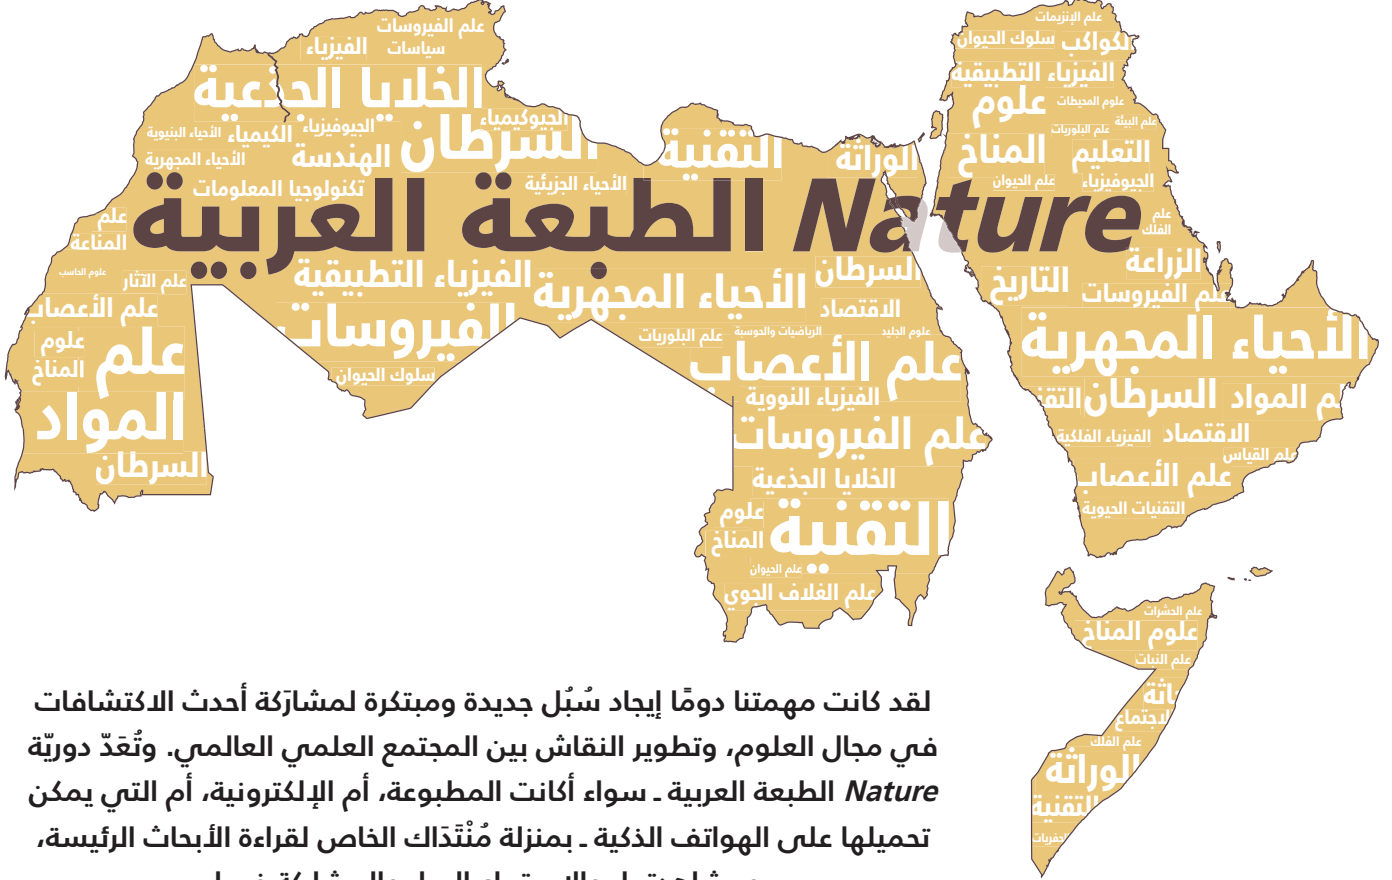 علم الفيروسات
سياسات
الفيزياء
الخلايا الجذعية
الجيوكيمياء
الجيوفيزياء
الكيمياء
الأحياء البنيوية
السرطان
الهندسة
الأحياء المجهرية
الأحياء الجزيئية
تكنولوجيا المعلومات
التقنية
الوراثة
علم الإنزيمات
سلوك الحيوان
الفيزياء التطبيقية
علوم
المناخ
علوم المحيطات
علم البيئة
علم البلوريات
التعليم
علم الحيوان
الجيوفيزياء
Nature الطبعة العربية
علم
الفلك
علم
المناعة
علوم الحاسب
علم الآثار
علم الأعصاب
علوم
المناخ
علم
المواد
السرطان
الفيزياء التطبيقية
الفيروسات
سلوك الحيوان
الأحياء المجهرية
السرطان
الاقتصاد
علوم الجليد
الرياضيات والحوسبة
علم البلوريات
علم الأعصاب
الفيزياء النووية
علم الفيروسات
الخلايا الجذعية
علوم
المناخ
التقنية
علم الحيوان
علم الغلاف الجوي
الزراعة
التاريخ
علم الفيروسات
الأحياء المجهرية
السرطان
الاقتصاد
الفيزياء الفلكية
علم القياس
علم الأعصاب
التقنيات الحيوية
علم الحشرات
علوم المناخ
علم النبات
علم الفلك
الوراثة
التقنية
لقد كانت مهمتنا دومًا إيجاد سُبُل جديدة ومبتكرة لمشارَكة أحدث الاكتشافات
في مجال العلوم، وتطوير النقاش بين المجتمع العلمي العالمي. وتُعَدّ دوريّة
Nature الطبعة العربية ـ سواء أكانت المطبوعة، أم الإلكترونية، أم التي يمكن
تحميلها على الهواتف الذكية ـ بمنزلة مُنْتَدَاك الخاص لقراءة الأبحاث الرئيسة،